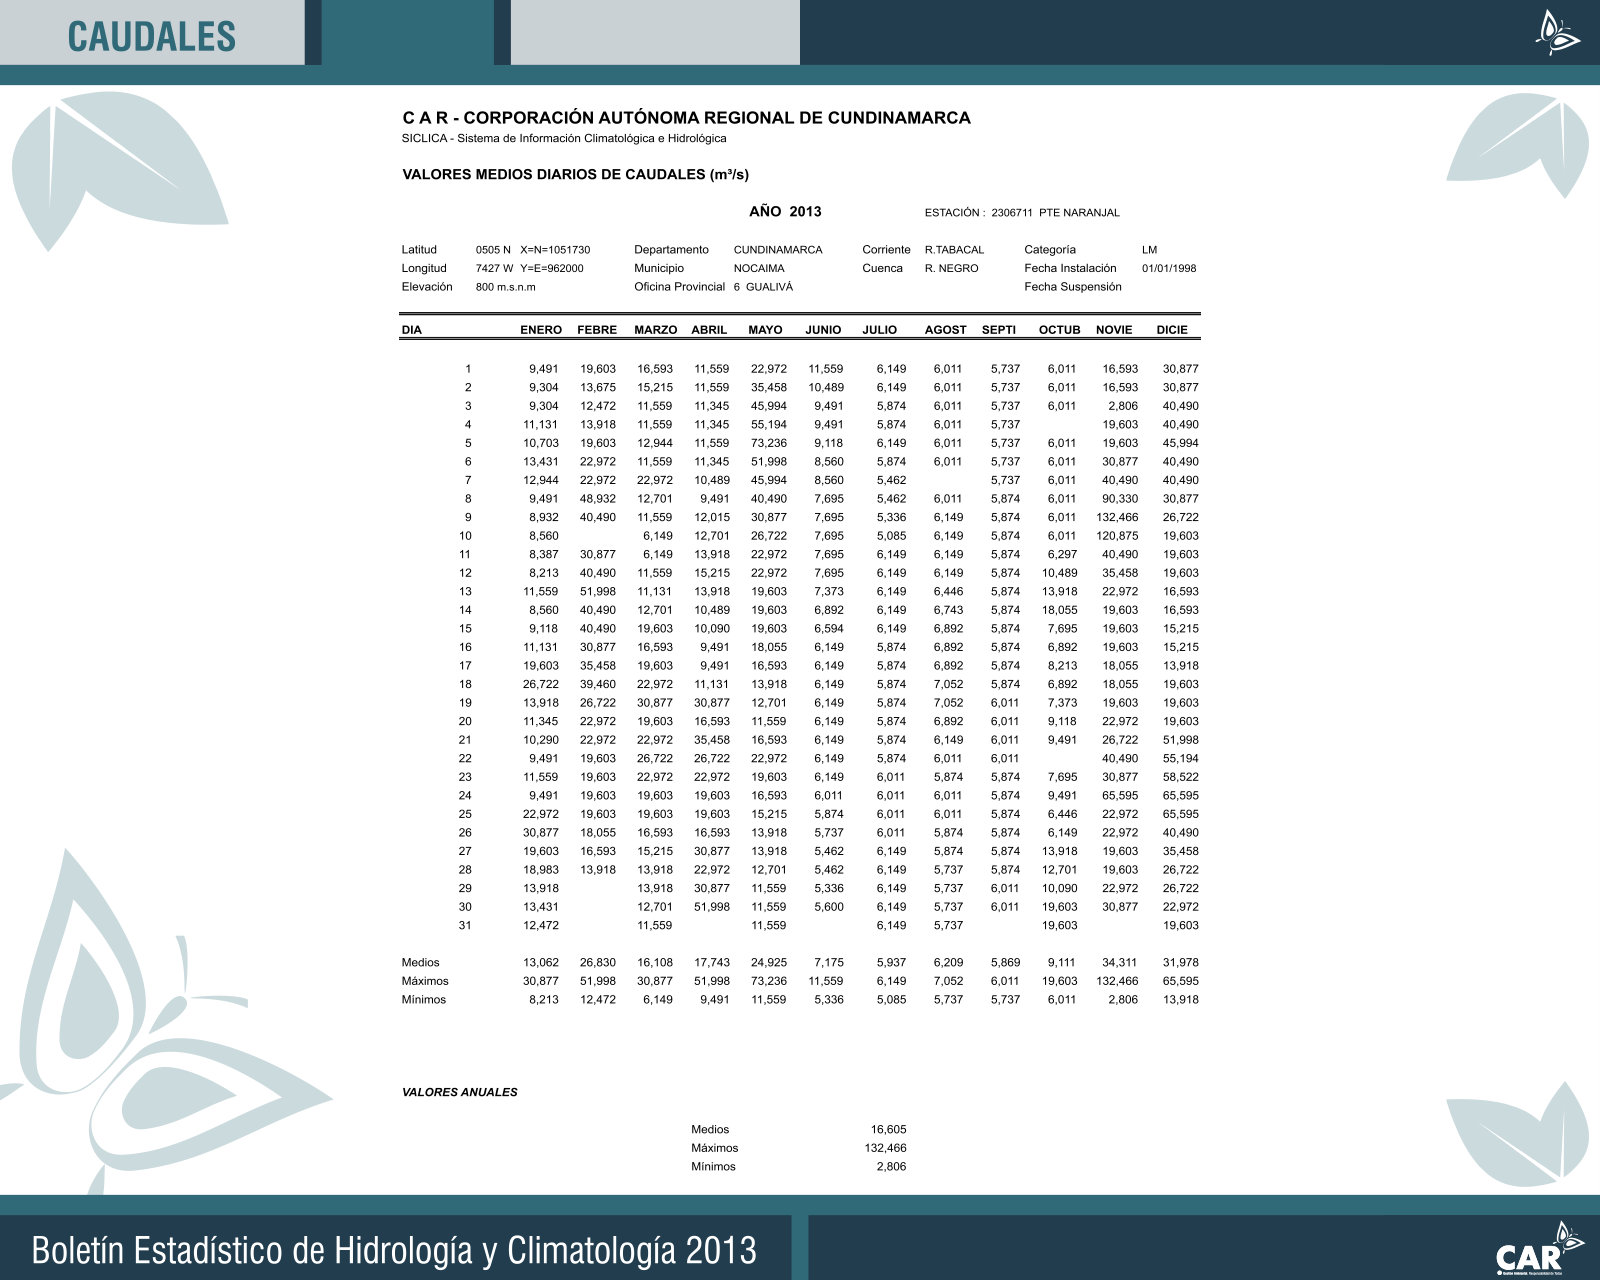 CAUDALES
C A R - CORPORACIÓN AUTÓNOMA REGIONAL DE CUNDINAMARCA
SICLICA - Sistema de Información Climatológica e Hidrológica
VALORES MEDIOS DIARIOS DE CAUDALES (m³/s)
AÑO 2013 ESTACIÓN : 2306711 PTE NARANJAL
Latitud 0505 N X=N=1051730 Departamento CUNDINAMARCA Corriente R.TABACAL Categoría LM
Longitud 7427 W Y=E=962000 Municipio NOCAIMA Cuenca R. NEGRO Fecha Instalación 01/01/1998
Elevación 800 m.s.n.m Oficina Provincial 6 GUALIVÁ Fecha Suspensión
DIA ENERO FEBRE MARZO ABRIL MAYO JUNIO JULIO AGOST SEPTI OCTUB NOVIE DICIE
1 9,491 19,603 16,593 11,559 22,972 11,559 6,149 6,011 5,737 6,011 16,593 30,877
2 9,304 13,675 15,215 11,559 35,458 10,489 6,149 6,011 5,737 6,011 16,593 30,877
3 9,304 12,472 11,559 11,345 45,994 9,491 5,874 6,011 5,737 6,011 2,806 40,490
4 11,131 13,918 11,559 11,345 55,194 9,491 5,874 6,011 5,737 19,603 40,490
5 10,703 19,603 12,944 11,559 73,236 9,118 6,149 6,011 5,737 6,011 19,603 45,994
6 13,431 22,972 11,559 11,345 51,998 8,560 5,874 6,011 5,737 6,011 30,877 40,490
7 12,944 22,972 22,972 10,489 45,994 8,560 5,462 5,737 6,011 40,490 40,490
8 9,491 48,932 12,701 9,491 40,490 7,695 5,462 6,011 5,874 6,011 90,330 30,877
9 8,932 40,490 11,559 12,015 30,877 7,695 5,336 6,149 5,874 6,011 132,466 26,722
10 8,560 6,149 12,701 26,722 7,695 5,085 6,149 5,874 6,011 120,875 19,603
11 8,387 30,877 6,149 13,918 22,972 7,695 6,149 6,149 5,874 6,297 40,490 19,603
12 8,213 40,490 11,559 15,215 22,972 7,695 6,149 6,149 5,874 10,489 35,458 19,603
13 11,559 51,998 11,131 13,918 19,603 7,373 6,149 6,446 5,874 13,918 22,972 16,593
14 8,560 40,490 12,701 10,489 19,603 6,892 6,149 6,743 5,874 18,055 19,603 16,593
15 9,118 40,490 19,603 10,090 19,603 6,594 6,149 6,892 5,874 7,695 19,603 15,215
16 11,131 30,877 16,593 9,491 18,055 6,149 5,874 6,892 5,874 6,892 19,603 15,215
17 19,603 35,458 19,603 9,491 16,593 6,149 5,874 6,892 5,874 8,213 18,055 13,918
18 26,722 39,460 22,972 11,131 13,918 6,149 5,874 7,052 5,874 6,892 18,055 19,603
19 13,918 26,722 30,877 30,877 12,701 6,149 5,874 7,052 6,011 7,373 19,603 19,603
20 11,345 22,972 19,603 16,593 11,559 6,149 5,874 6,892 6,011 9,118 22,972 19,603
21 10,290 22,972 22,972 35,458 16,593 6,149 5,874 6,149 6,011 9,491 26,722 51,998
22 9,491 19,603 26,722 26,722 22,972 6,149 5,874 6,011 6,011 40,490 55,194
23 11,559 19,603 22,972 22,972 19,603 6,149 6,011 5,874 5,874 7,695 30,877 58,522
24 9,491 19,603 19,603 19,603 16,593 6,011 6,011 6,011 5,874 9,491 65,595 65,595
25 22,972 19,603 19,603 19,603 15,215 5,874 6,011 6,011 5,874 6,446 22,972 65,595
26 30,877 18,055 16,593 16,593 13,918 5,737 6,011 5,874 5,874 6,149 22,972 40,490
27 19,603 16,593 15,215 30,877 13,918 5,462 6,149 5,874 5,874 13,918 19,603 35,458
28 18,983 13,918 13,918 22,972 12,701 5,462 6,149 5,737 5,874 12,701 19,603 26,722
29 13,918 13,918 30,877 11,559 5,336 6,149 5,737 6,011 10,090 22,972 26,722
30 13,431 12,701 51,998 11,559 5,600 6,149 5,737 6,011 19,603 30,877 22,972
31 12,472 11,559 11,559 6,149 5,737 19,603 19,603
Medios 13,062 26,830 16,108 17,743 24,925 7,175 5,937 6,209 5,869 9,111 34,311 31,978
Máximos 30,877 51,998 30,877 51,998 73,236 11,559 6,149 7,052 6,011 19,603 132,466 65,595
Mínimos 8,213 12,472 6,149 9,491 11,559 5,336 5,085 5,737 5,737 6,011 2,806 13,918
VALORES ANUALES
Medios 16,605
Máximos 132,466
Mínimos 2,806
Boletín Estadístico de Hidrología y Climatología 2013
CAR